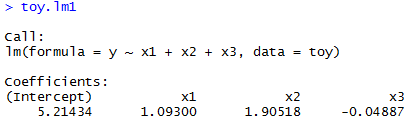 > toy.lm1
Call:
lm(formula = y ~ x1 + x2 + x3, data = toy)
Coefficients:
(Intercept) x1 x2 x3
5.21434 1.09300 1.90518 -0.04887